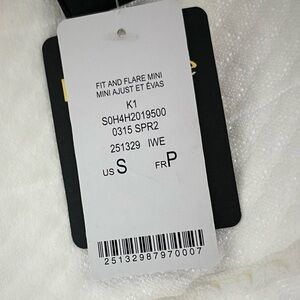 FIT AND FLARE MINI
MINI AJUST ET ÉVAS
K1
S0H4H2019500
0315 SPR2
251329 IWE
US S FR P
25132987970007